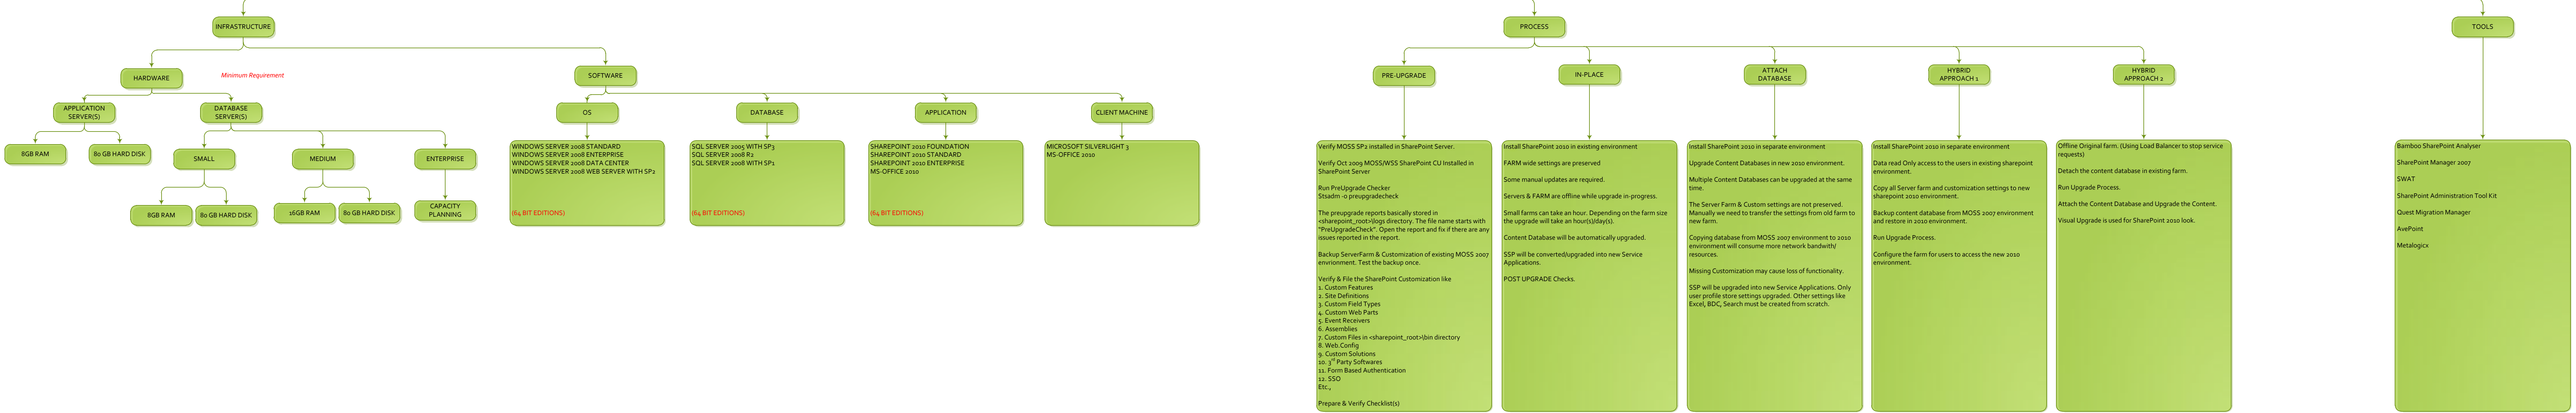 INFRASTRUCTURE
HARDWARE
Minimum Requirement
APPLICATION
SERVER(S)
DATABASE
SERVER(S)
8GB RAM
80 GB HARD DISK
SMALL
MEDIUM
ENTERPRISE
8GB RAM
80 GB HARD DISK
16GB RAM
80 GB HARD DISK
CAPACITY
PLANNING
SOFTWARE
OS
DATABASE
APPLICATION
CLIENT MACHINE
WINDOWS SERVER 2008 STANDARD
WINDOWS SERVER 2008 ENTERPRISE
WINDOWS SERVER 2008 DATA CENTER
WINDOWS SERVER 2008 WEB SERVER WITH SP2
(64 BIT EDITIONS)
SQL SERVER 2005 WITH SP3
SQL SERVER 2008 R2
SQL SERVER 2008 WITH SP1
(64 BIT EDITIONS)
SHAREPOINT 2010 FOUNDATION
SHAREPOINT 2010 STANDARD
SHAREPOINT 2010 ENTERPRISE
MS-OFFICE 2010
(64 BIT EDITIONS)
MICROSOFT SILVERLIGHT 3
MS-OFFICE 2010
PROCESS
PRE-UPGRADE
IN-PLACE
ATTACH
DATABASE
HYBRID
APPROACH 1
HYBRID
APPROACH 2
Verify MOSS SP2 installed in SharePoint Server.
Verify Oct 2009 MOSS/WSS SharePoint CU Installed in
SharePoint Server
Run PreUpgrade Checker
Stsadm -o preupgradecheck
The preupgrade reports basically stored in
<sharepoint_root>\logs directory. The file name starts with
"PreUpgradeCheck". Open the report and fix if there are any
issues reported in the report.
Backup ServerFarm & Customization of existing MOSS 2007
envrionment. Test the backup once.
Verify & File the SharePoint Customization like
1. Custom Features
2. Site Definitions
3. Custom Field Types
4. Custom Web Parts
5. Event Receivers
6. Assemblies
7. Custom Files in <sharepoint_root>\bin directory
8. Web.Config
9. Custom Solutions
10. 3rd Party Softwares
11. Form Based Authentication
12. SSO
Etc.,
Prepare & Verify Checklist(s)
Install SharePoint 2010 in existing environment
FARM wide settings are preserved
Some manual updates are required.
Servers & FARM are offline while upgrade in-progress.
Small farms can take an hour. Depending on the farm size
the upgrade will take an hour(s)/day(s).
Content Database will be automatically upgraded.
SSP will be converted/upgraded into new Service
Applications.
POST UPGRADE Checks.
Install SharePoint 2010 in separate environment
Upgrade Content Databases in new 2010 environment.
Multiple Content Databases can be upgraded at the same
time.
The Server Farm & Custom settings are not preserved.
Manually we need to transfer the settings from old farm to
new farm.
Copying database from MOSS 2007 environment to 2010
environment will consume more network bandwith/
resources.
Missing Customization may cause loss of functionality.
SSP will be upgraded into new Service Applications. Only
user profile store settings upgraded. Other settings like
Excel, BDC, Search must be created from scratch.
Install SharePoint 2010 in separate environment
Data read Only access to the users in existing sharepoint
environment.
Copy all Server farm and customization settings to new
sharepoint 2010 environment.
Backup content database from MOSS 2007 environment
and restore in 2010 environment.
Run Upgrade Process.
Configure the farm for users to access the new 2010
environment.
Offline Original farm. (Using Load Balancer to stop service
requests)
Detach the content database in existing farm.
Run Upgrade Process.
Attach the Content Database and Upgrade the Content.
Visual Upgrade is used for SharePoint 2010 look.
TOOLS
Bamboo SharePoint Analyser
SharePoint Manager 2007
SWAT
SharePoint Administration Tool Kit
Quest Migration Manager
AvePoint
Metalogicx